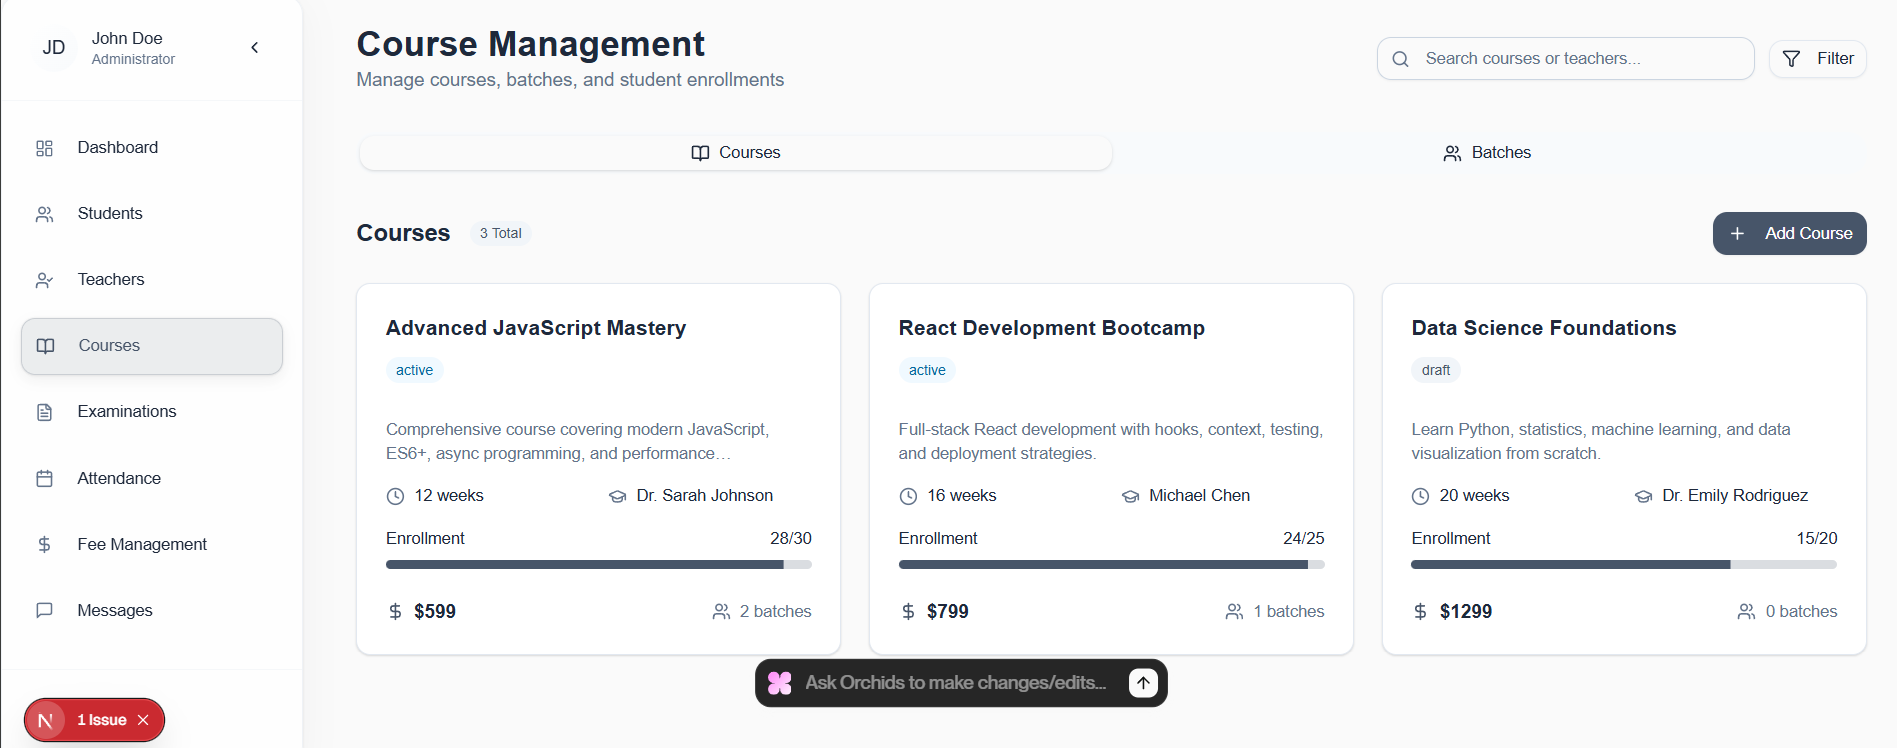 JD
John Doe
Administrator
Dashboard
Students
Teachers
Courses
Examinations
Attendance
Fee Management
Messages
N
1 Issue
Course Management
Manage courses, batches, and student enrollments
Search courses or teachers...
Filter
Courses
Batches
Courses
3 Total
Add Course
Advanced JavaScript Mastery
active
Comprehensive course covering modern JavaScript,
ES6+, async programming, and performance…
12 weeks
Dr. Sarah Johnson
Enrollment
28/30
$ $599
2 batches
React Development Bootcamp
active
Full-stack React development with hooks, context, testing,
and deployment strategies.
16 weeks
Michael Chen
Enrollment
24/25
$ $799
1 batches
Data Science Foundations
draft
Learn Python, statistics, machine learning, and data
visualization from scratch.
20 weeks
Dr. Emily Rodriguez
Enrollment
15/20
$ $1299
0 batches
Ask Orchids to make changes/edits...